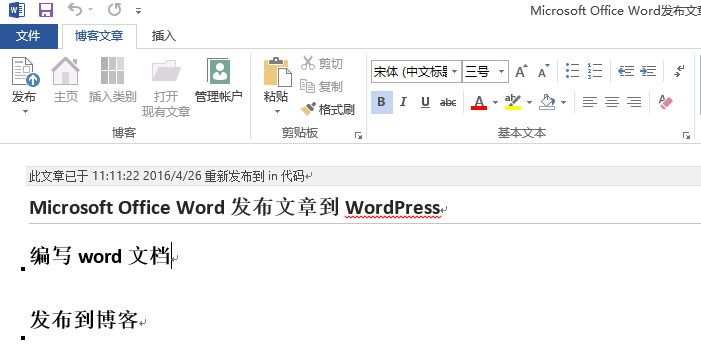 Microsoft Office Word发布文章
文件 博客文章 插入
发布 主页 插入类别 打开 现有文章 管理帐户
博客
粘贴 剪切 复制 格式刷
剪贴板
宋体 (中文标题 三号 A A
B I U abc A ab A
基本文本
此文章已于 11:11:22 2016/4/26 重新发布到 in 代码
Microsoft Office Word 发布文章到 WordPress
编写 word 文档
发布到博客